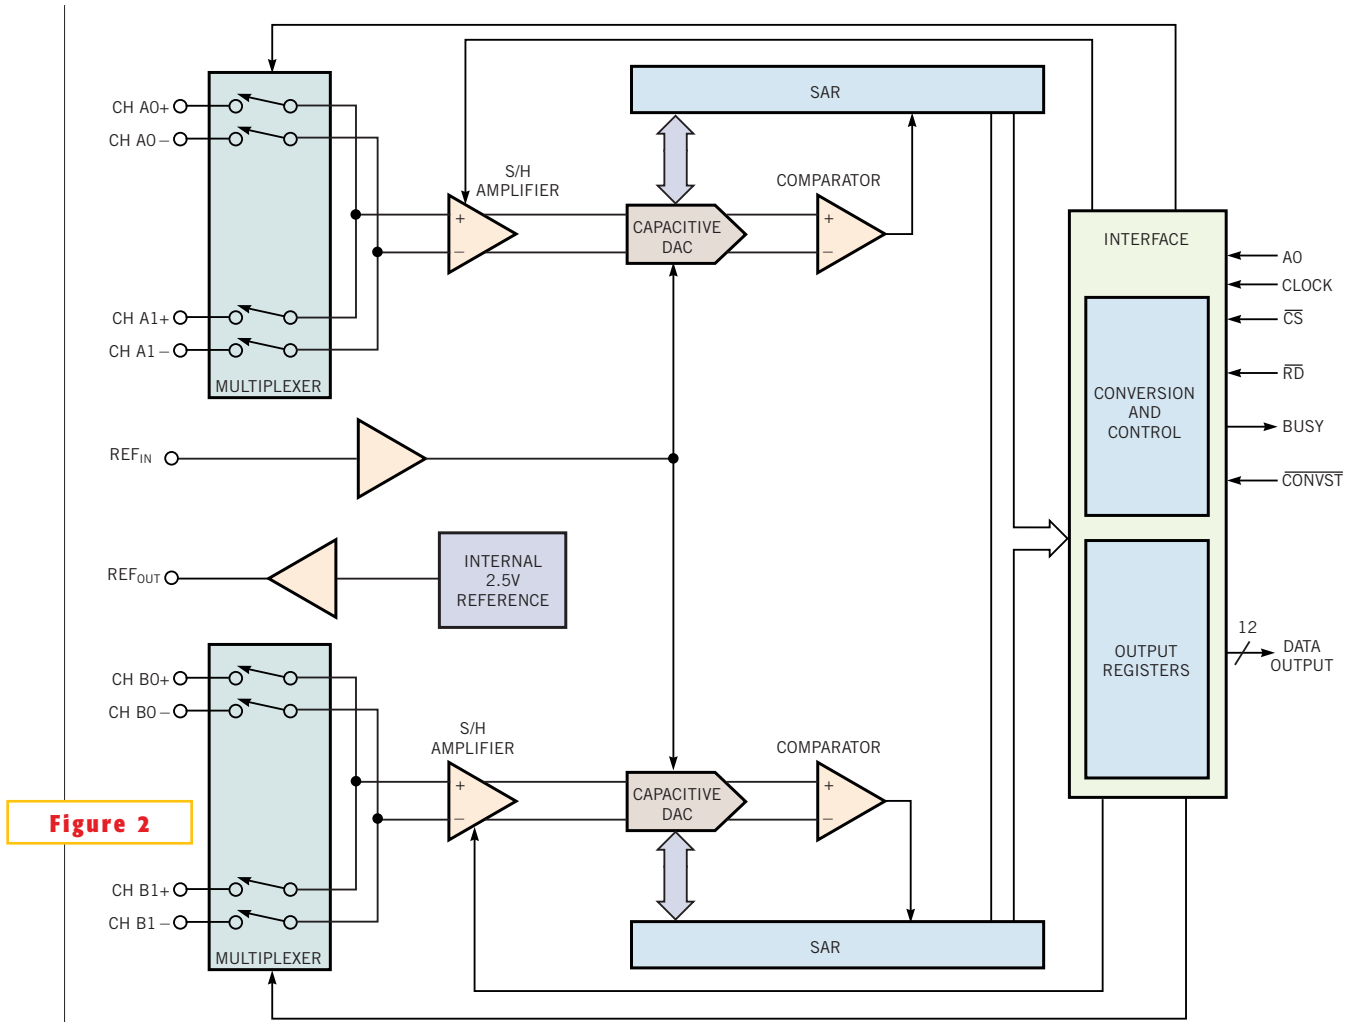 SAR
CH A0+
CH A0−
S/H
AMPLIFIER
COMPARATOR
+
−
CAPACITIVE
DAC
+
−
INTERFACE
A0
CLOCK
CS
RD
BUSY
CONVST
CONVERSION
AND
CONTROL
CH A1+
CH A1−
MULTIPLEXER
REFIN
REFOUT
INTERNAL
2.5V
REFERENCE
OUTPUT
REGISTERS
12
DATA
OUTPUT
CH B0+
CH B0−
S/H
AMPLIFIER
COMPARATOR
+
−
CAPACITIVE
DAC
+
−
Figure 2
CH B1+
CH B1−
MULTIPLEXER
SAR